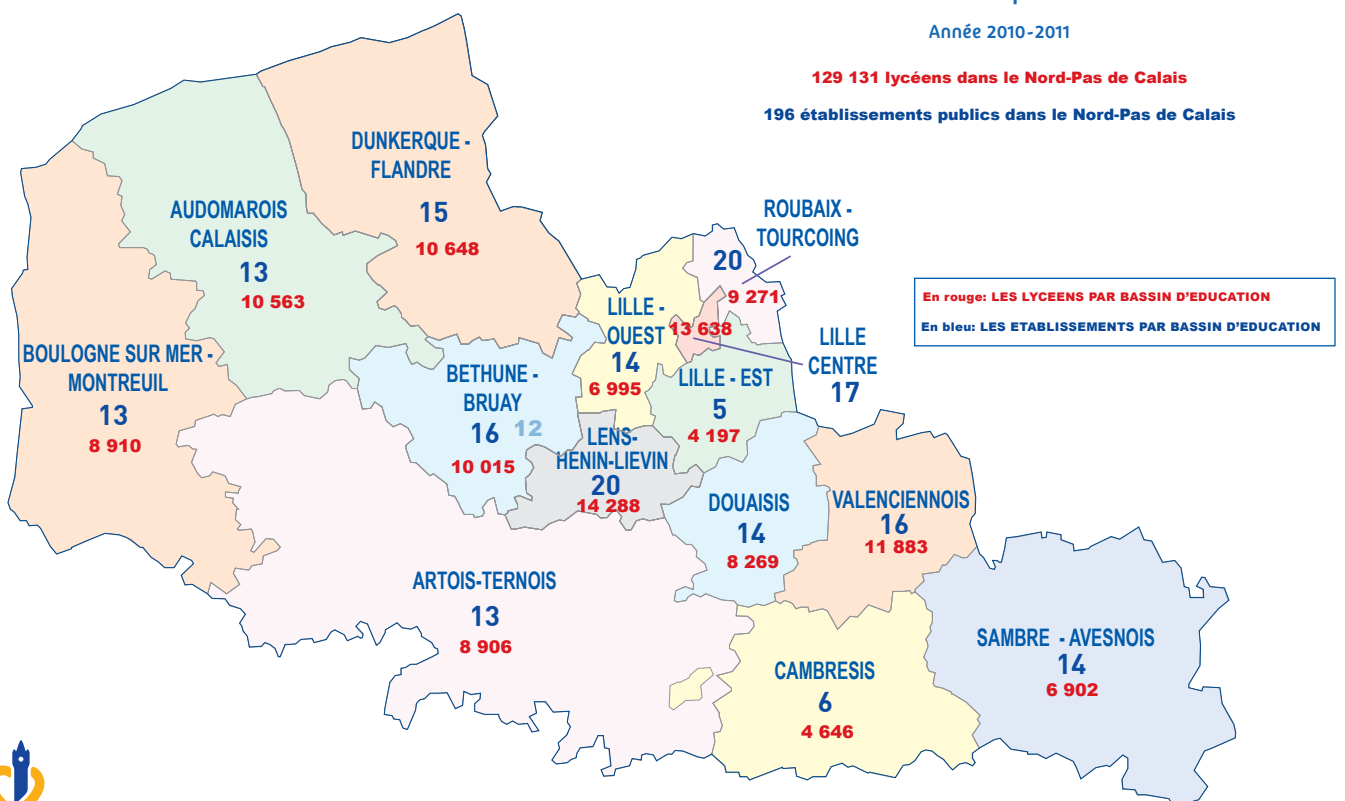 Année 2010-2011
129 131 lycéens dans le Nord-Pas de Calais
196 établissements publics dans le Nord-Pas de Calais
DUNKERQUE -
FLANDRE
15
10 648
AUDOMAROIS
CALAISIS
13
10 563
ROUBAIX -
TOURCOING
20
9 271
En rouge: LES LYCEENS PAR BASSIN D'EDUCATION
En bleu: LES ETABLISSEMENTS PAR BASSIN D'EDUCATION
BOULOGNE SUR MER -
MONTREUIL
13
8 910
BETHUNE -
BRUAY
16 12
10 015
LILLE -
OUEST
14
6 995
13 638
LILLE
CENTRE
17
LILLE - EST
5
4 197
LENS-
HENIN-LIEVIN
20
14 288
DOUAISIS
14
8 269
VALENCIENNOIS
16
11 883
ARTOIS-TERNOIS
13
8 906
CAMBRESIS
6
4 646
SAMBRE - AVESNOIS
14
6 902